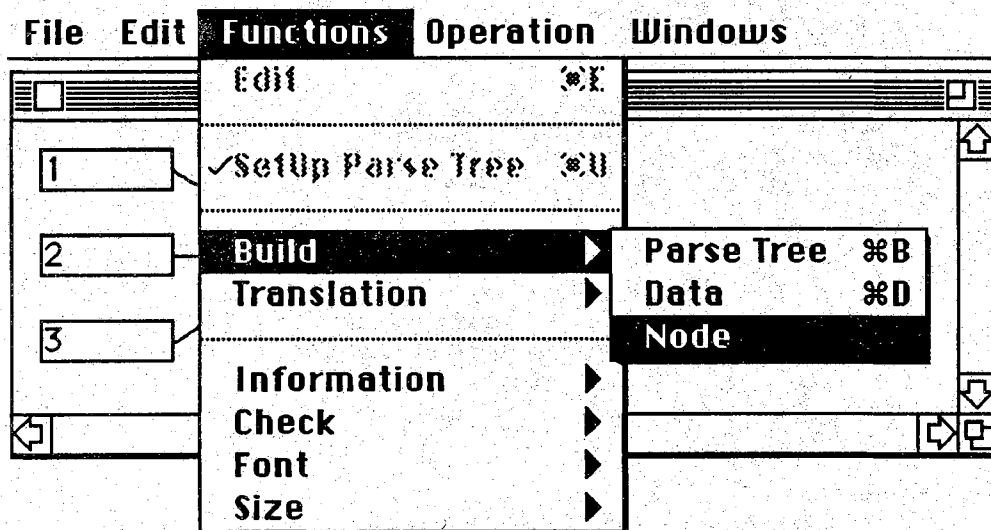 File Edit Functions Operation Windows
Edit ⌘E
1 ✓SetUp Parse Tree ⌘U
2 Build Parse Tree ⌘B
Translation Data ⌘D
3 Node
Information
Check
Font
Size